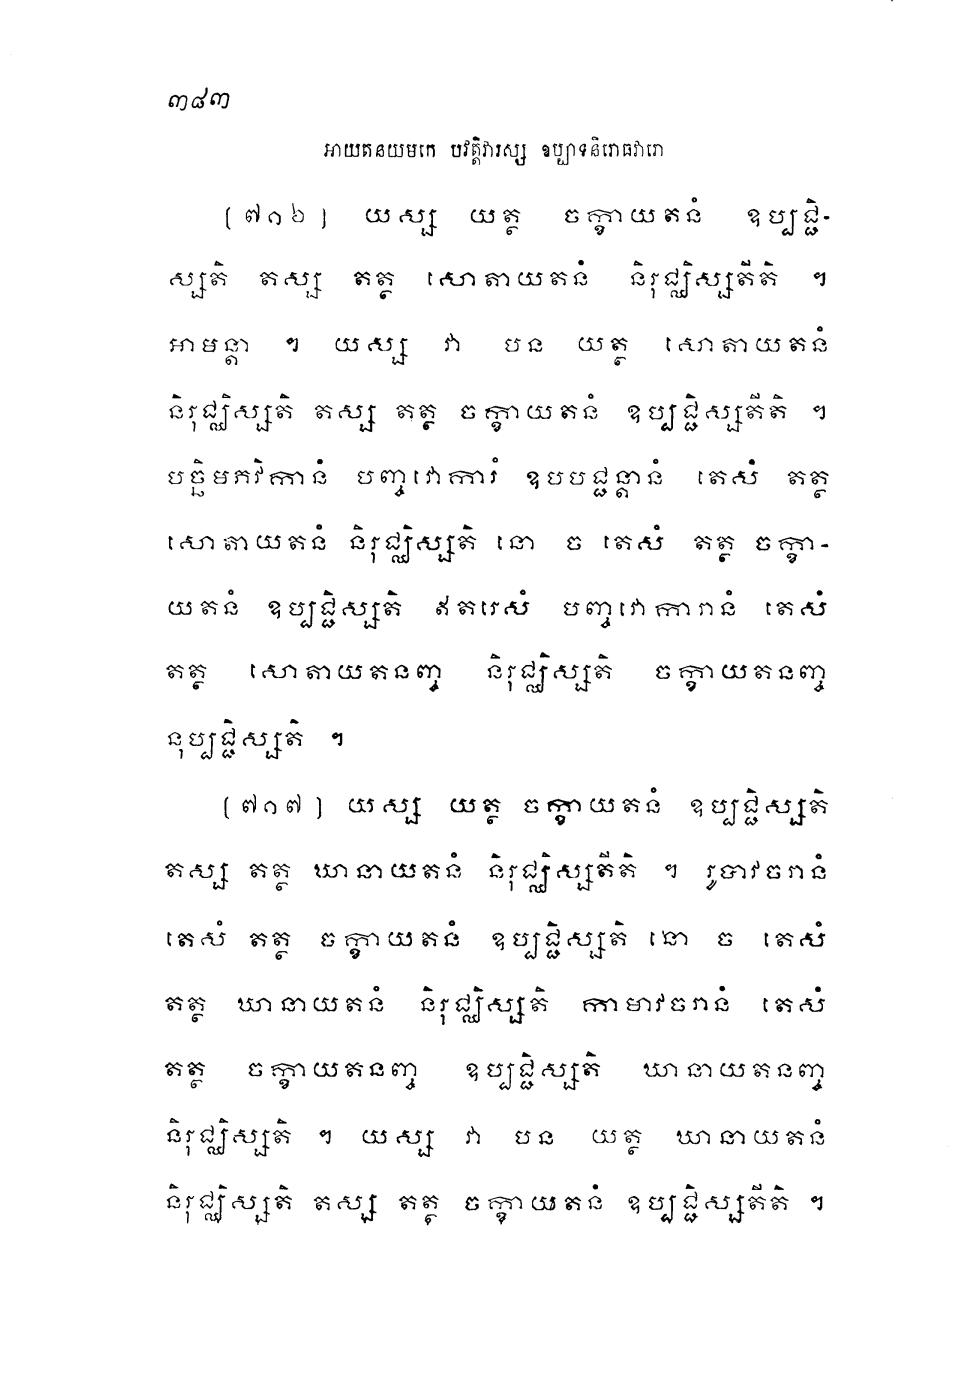 ៣៨៣
អាយតនយមកេ បវត្តិវារស្ស ឧប្បាទនិរោធវារោ
(៧១៦) យស្ស យត្ថ ចក្ខាយតនំ ឧប្បជ្ជិ-
ស្សតិ តស្ស តត្ថ សោតាយតនំ និរុជ្ឈិស្សតីតិ ។
អាមន្តា ។ យស្ស វា បន យត្ថ សោតាយតនំ
និរុជ្ឈិស្សតិ តស្ស តត្ថ ចក្ខាយតនំ ឧប្បជ្ជិស្សតីតិ ។
បច្ឆិមភវិកានំ បញ្ចវោការំ ឧបបជ្ជន្តានំ តេសំ តត្ថ
សោតាយតនំ និរុជ្ឈិស្សតិ នោ ច តេសំ តត្ថ ចក្ខា-
យតនំ ឧប្បជ្ជិស្សតិ ឥតរេសំ បញ្ចវោការានំ តេសំ
តត្ថ សោតាយតនញ្ច និរុជ្ឈិស្សតិ ចក្ខាយតនញ្ច
នុប្បជ្ជិស្សតិ ។
(៧១៧) យស្ស យត្ថ ចក្ខាយតនំ ឧប្បជ្ជិស្សតិ
តស្ស តត្ថ ឃានាយតនំ និរុជ្ឈិស្សតីតិ ។ រូបាវចរានំ
តេសំ តត្ថ ចក្ខាយតនំ ឧប្បជ្ជិស្សតិ នោ ច តេសំ
តត្ថ ឃានាយតនំ និរុជ្ឈិស្សតិ កាមាវចរានំ តេសំ
តត្ថ ចក្ខាយតនញ្ច ឧប្បជ្ជិស្សតិ ឃានាយតនញ្ច
និរុជ្ឈិស្សតិ ។ យស្ស វា បន យត្ថ ឃានាយតនំ
និរុជ្ឈិស្សតិ តស្ស តត្ថ ចក្ខាយតនំ ឧប្បជ្ជិស្សតីតិ ។